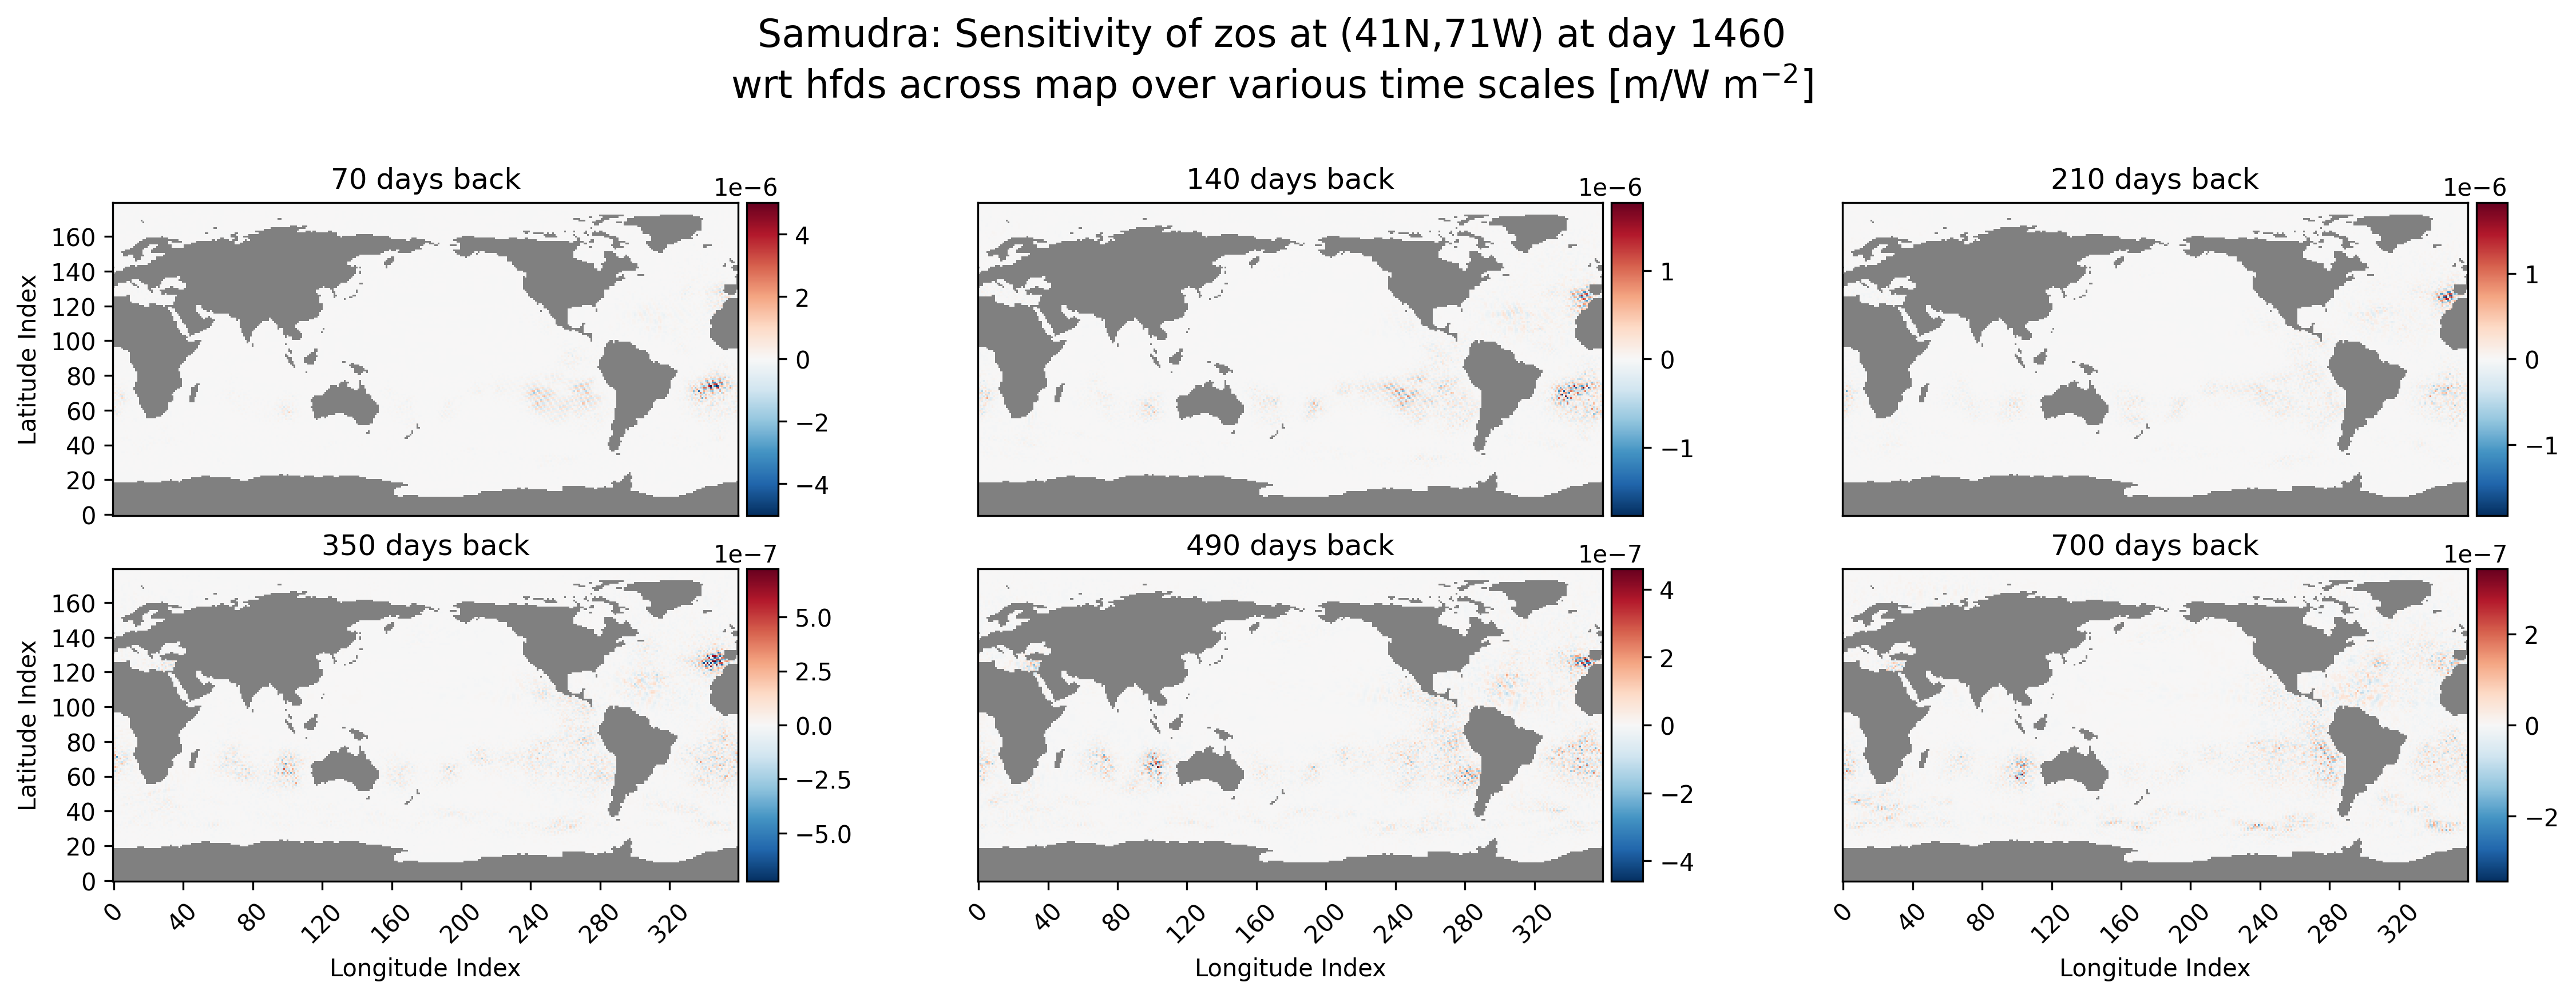 Samudra: Sensitivity of zos at (41N,71W) at day 1460
wrt hfds across map over various time scales [m/W m⁻²]
70 days back
1e−6
140 days back
1e−6
210 days back
1e−6
Latitude Index
160
140
120
100
80
60
40
20
0
4
2
0
−2
−4
1
0
−1
1
0
−1
350 days back
1e−7
490 days back
1e−7
700 days back
1e−7
Latitude Index
160
140
120
100
80
60
40
20
0
5.0
2.5
0.0
−2.5
−5.0
4
2
0
−2
−4
2
0
−2
0 40 80 120 160 200 240 280 320
0 40 80 120 160 200 240 280 320
0 40 80 120 160 200 240 280 320
Longitude Index
Longitude Index
Longitude Index